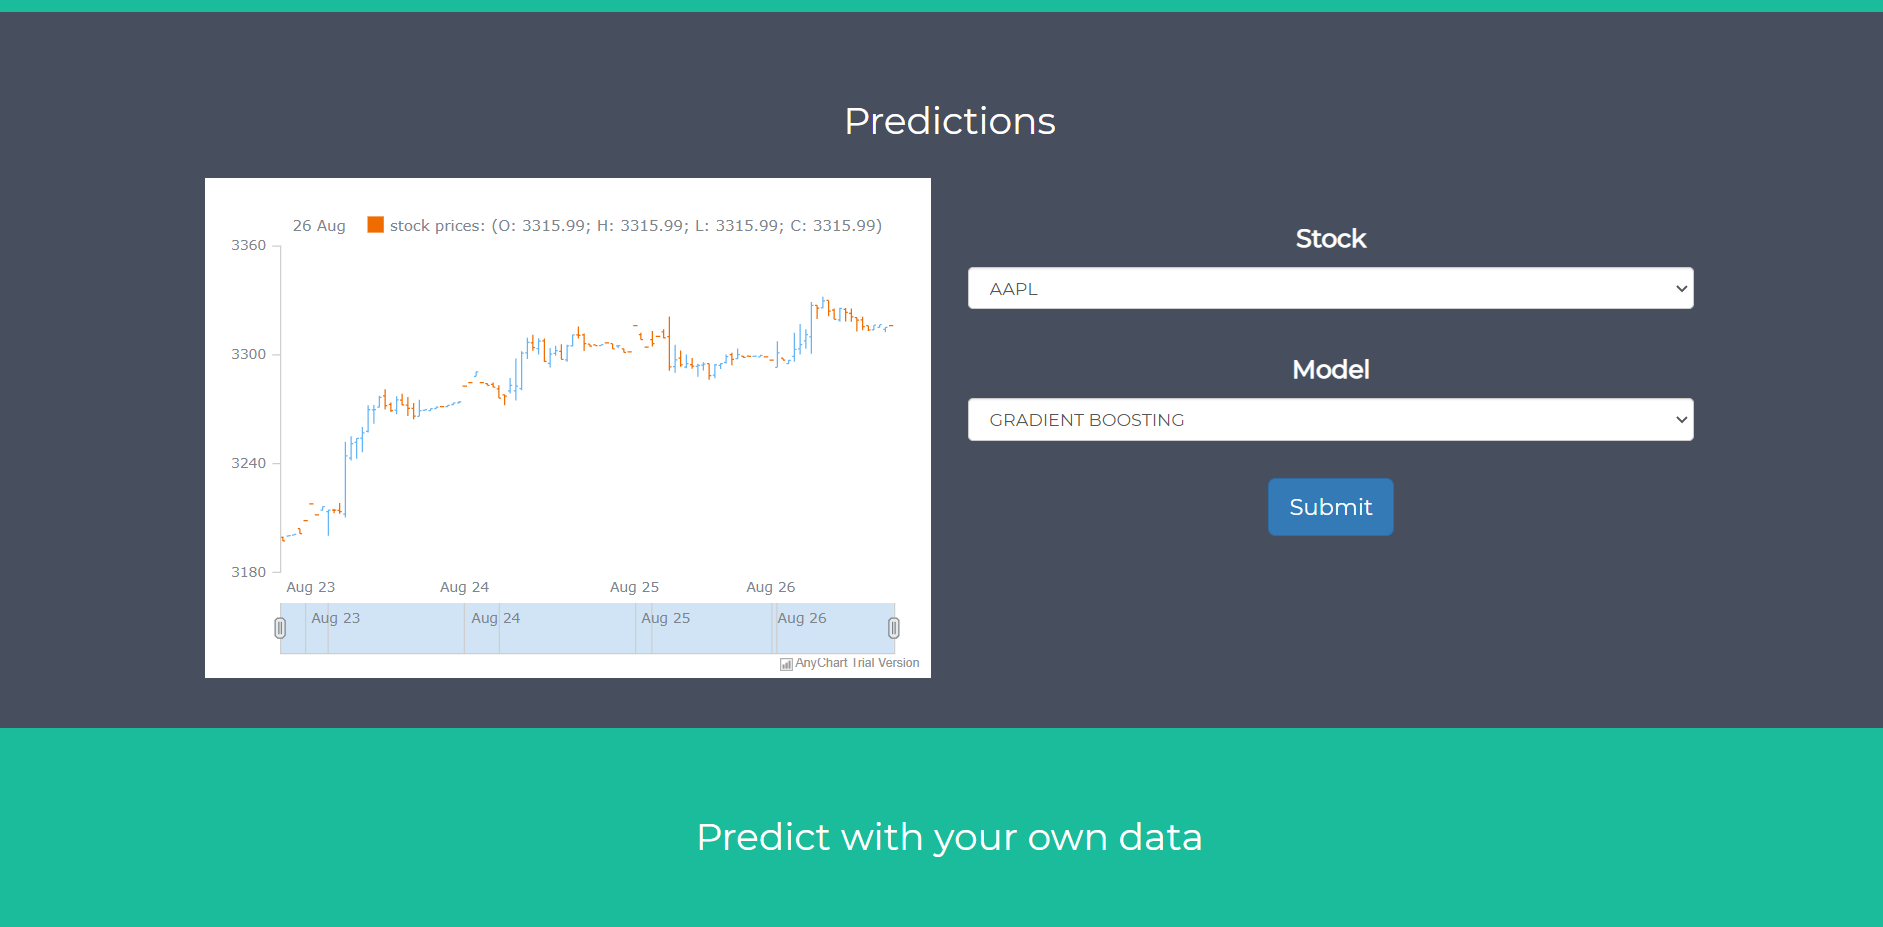 Predictions
26 Aug stock prices: (O: 3315.99; H: 3315.99; L: 3315.99; C: 3315.99)
3360
3300
3240
3180
Aug 23 Aug 24 Aug 25 Aug 26
Aug 23 Aug 24 Aug 25 Aug 26
AnyChart Trial Version
Stock
AAPL
Model
GRADIENT BOOSTING
Submit
Predict with your own data